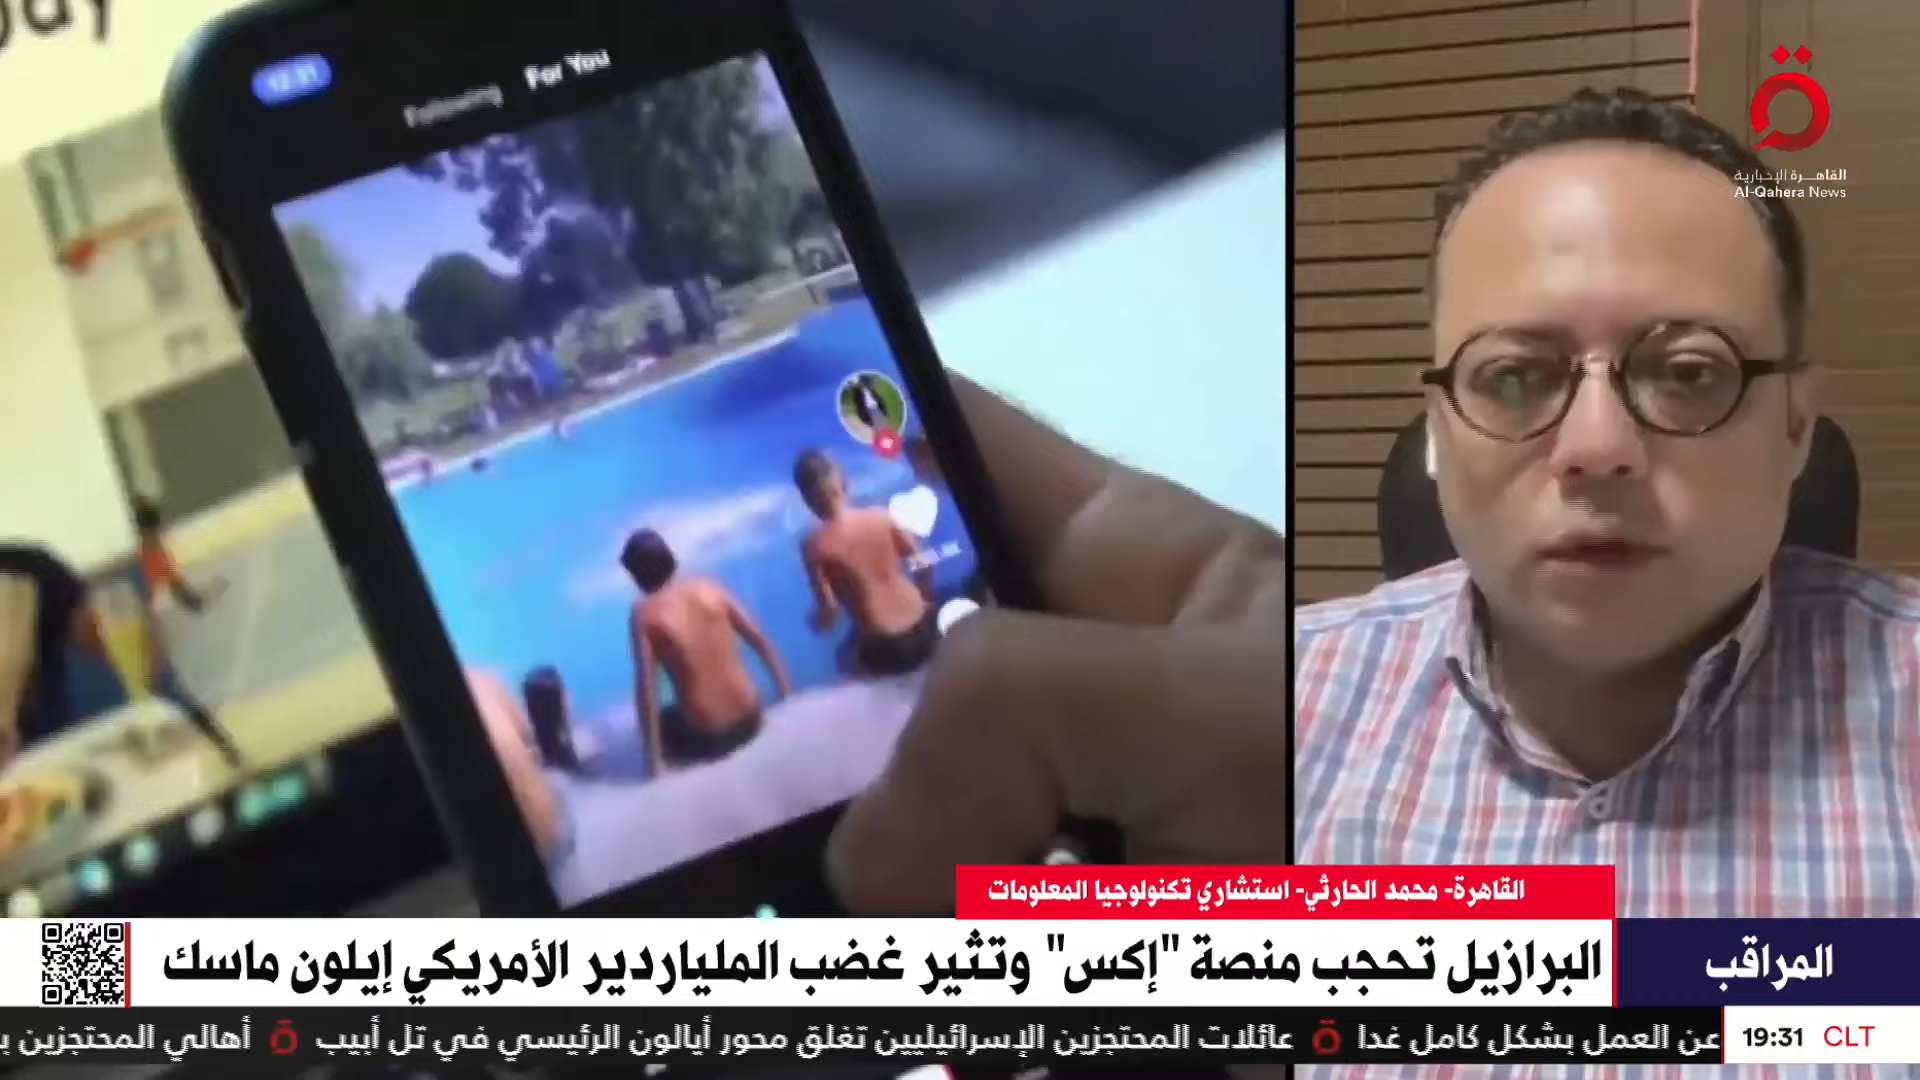 For You
Following
12:31
القاهرة الإخبارية
Al-Qahera News
القاهرة- محمد الحارثي- استشاري تكنولوجيا المعلومات
المراقب
البرازيل تحجب منصة "إكس" وتثير غضب الملياردير الأمريكي إيلون ماسك
عن العمل بشكل كامل غدا
عائلات المحتجزين الإسرائيليين تغلق محور أيالون الرئيسي في تل أبيب
أهالي المحتجزين
19:31 CLT